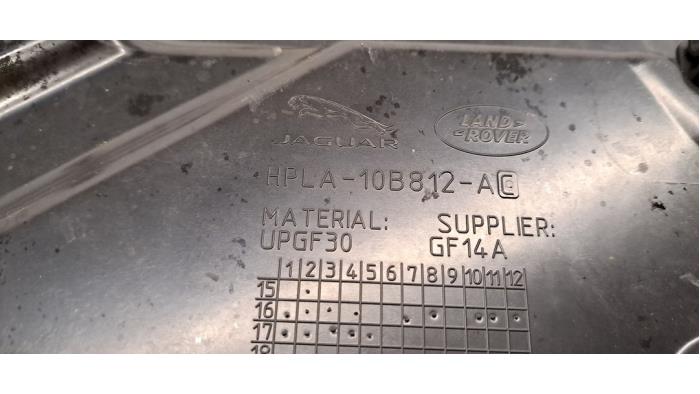 JAGUAR
LAND
ROVER
HPLA-10B812-AC
MATERIAL: SUPPLIER:
UPGF30 GF14A
1 2 3 4 5 6 7 8 9 10 11 12
15
16
17